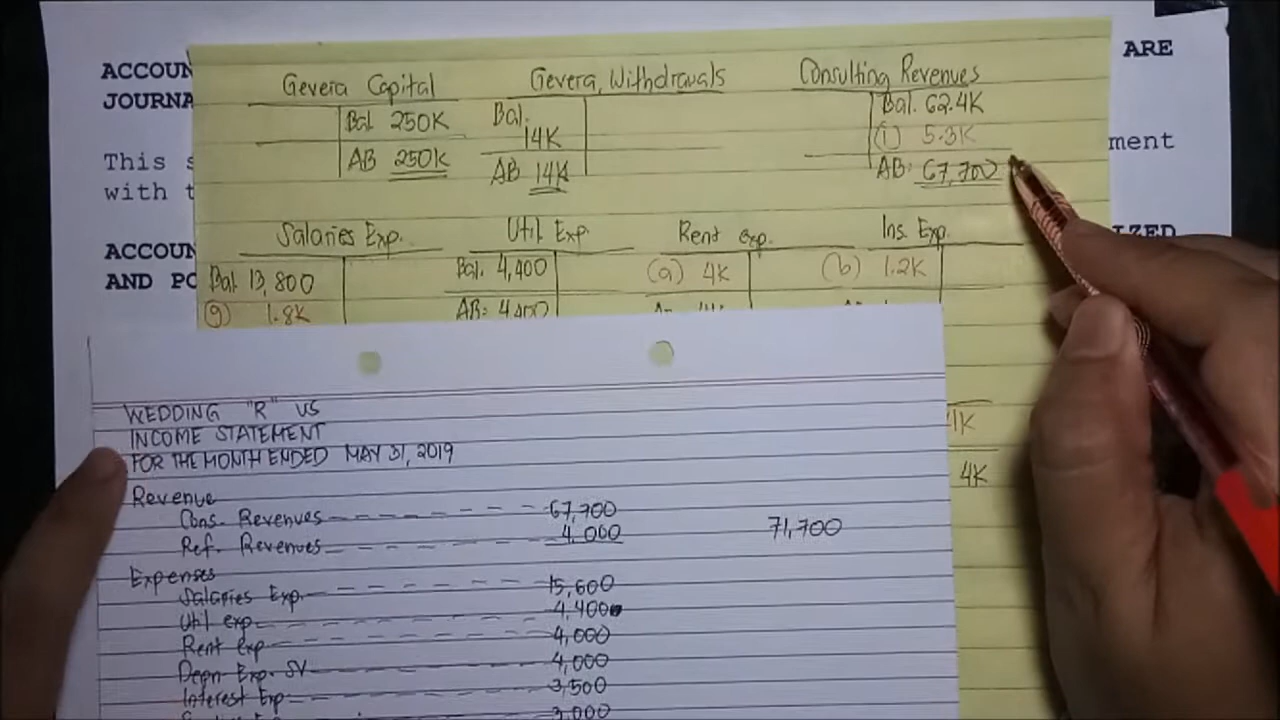 ACCOUN ARE
JOURNA
This s ment
with t
ACCOUN IZED
AND PO
Gevera Capital
Bal 250K
AB 250K
Gevera, Withdrawals
Bal.
14K
AB 14K
Consulting Revenues
Bal. 62.4K
(i) 5.3K
AB: 67,700
Salaries Exp.
Bal 13,800
(g) 1.8K
Util Exp.
Bal. 4,400
AB: 4,400
Rent exp.
(a) 4K
Ins. Exp.
(b) 1.2K
1K
4K
WEDDING "R" US
INCOME STATEMENT
FOR THE MONTH ENDED MAY 31, 2019
Revenue
Cons. Revenues 67,700
Ref. Revenues 4,000 71,700
Expenses
Salaries Exp. 15,600
Util exp. 4,400
Rent exp 4,000
Depn Exp. SV 4,000
Interest Exp 3,500
3,000